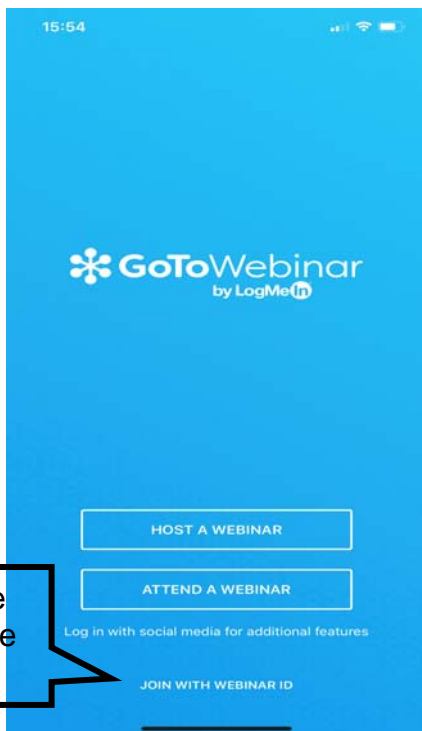 15:54
GoToWebinar
by LogMeIn
HOST A WEBINAR
ATTEND A WEBINAR
Log in with social media for additional features
JOIN WITH WEBINAR ID